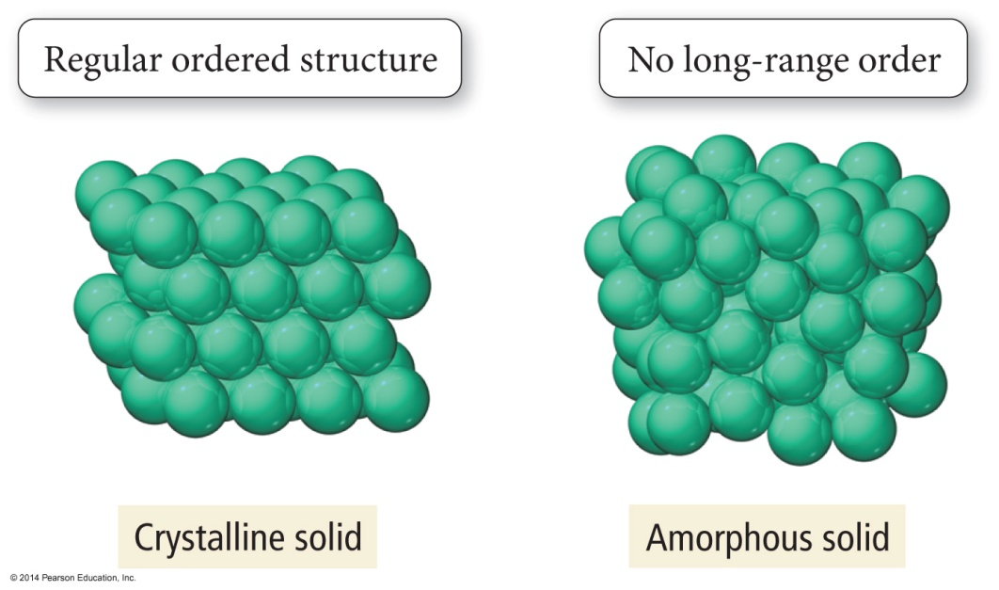 Regular ordered structure
No long-range order
Crystalline solid
Amorphous solid
© 2014 Pearson Education, Inc.